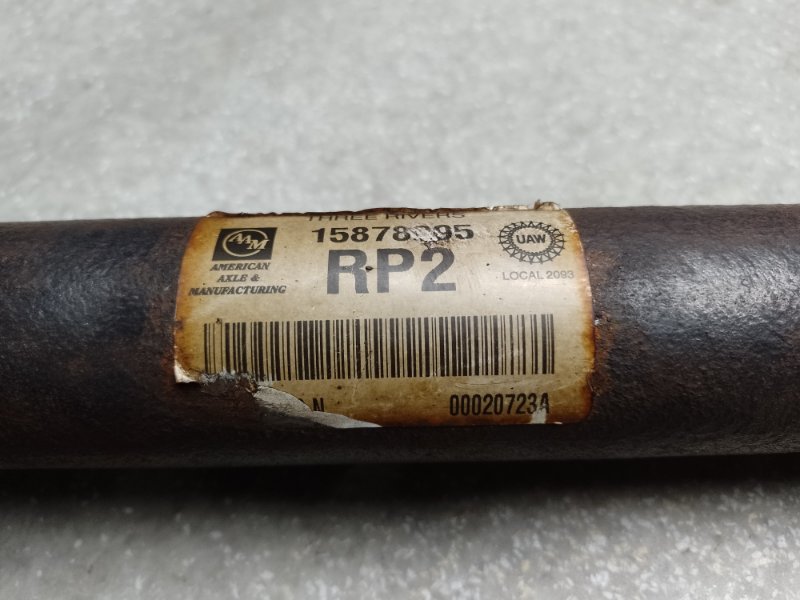 THREE RIVERS
RP2
AAM
AMERICAN
AXLE &
MANUFACTURING
UAW
LOCAL 2093
N
00020723A